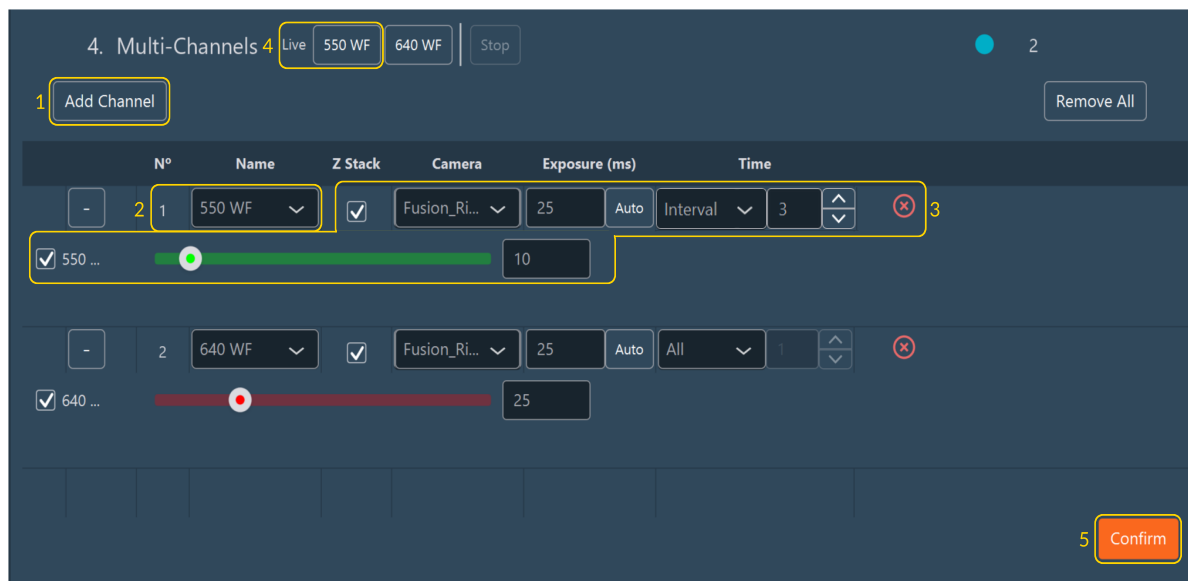 4. Multi-Channels 4 Live 550 WF 640 WF Stop 2
1 Add Channel Remove All
Nº Name Z Stack Camera Exposure (ms) Time
- 2 1 550 WF Fusion_Ri... 25 Auto Interval 3 3
550 ... 10
- 2 640 WF Fusion_Ri... 25 Auto All 1
640 ... 25
5 Confirm